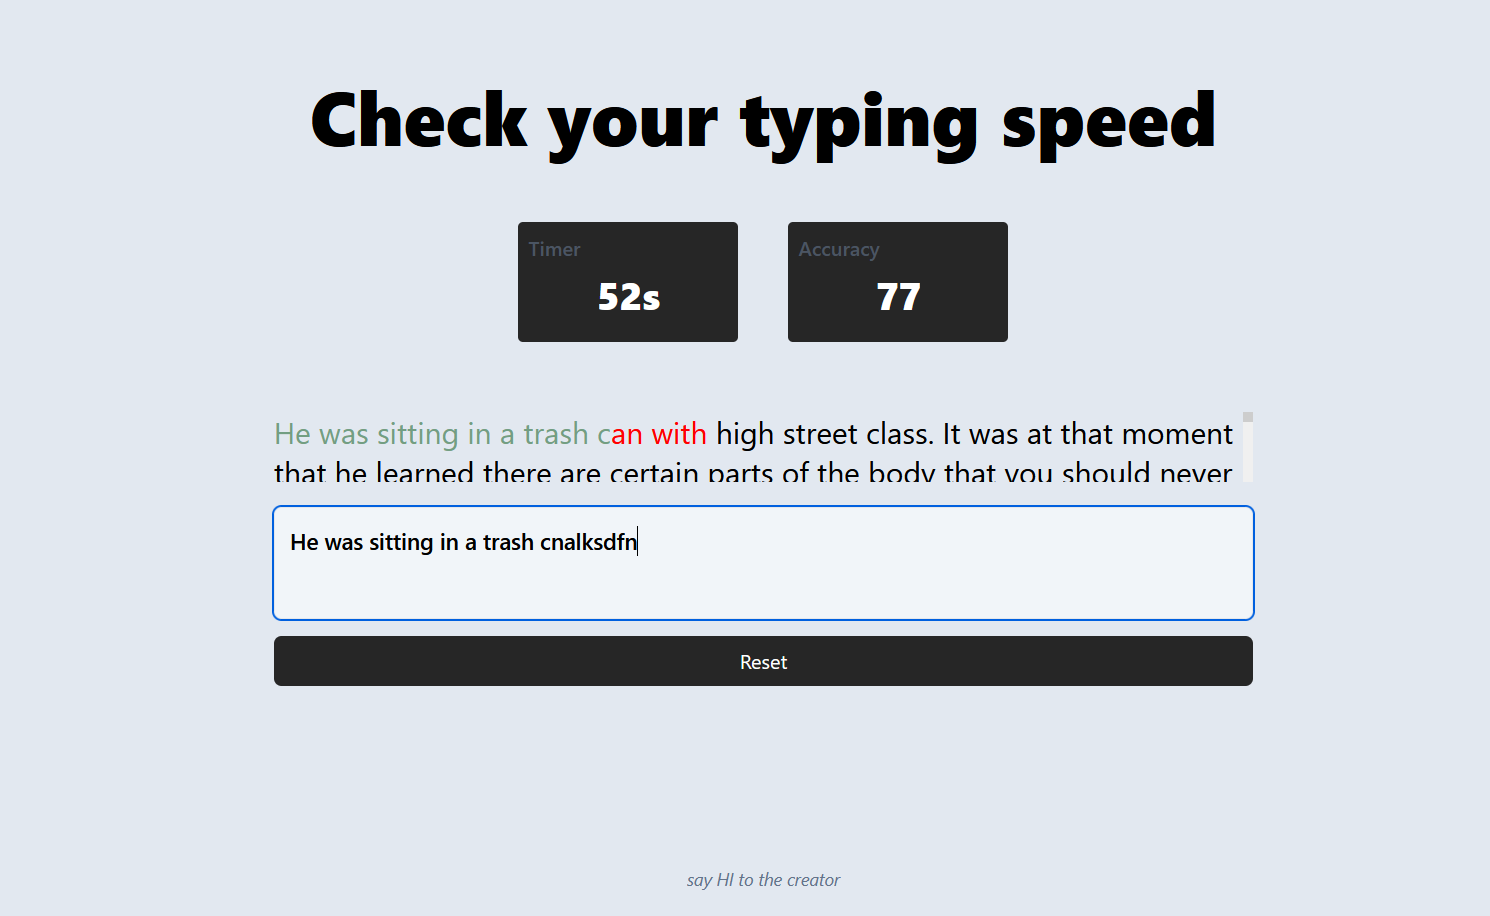 Check your typing speed
Timer
52s
Accuracy
77
He was sitting in a trash can with high street class. It was at that moment
that he learned there are certain parts of the body that you should never
He was sitting in a trash cnalksdfn
Reset
say HI to the creator